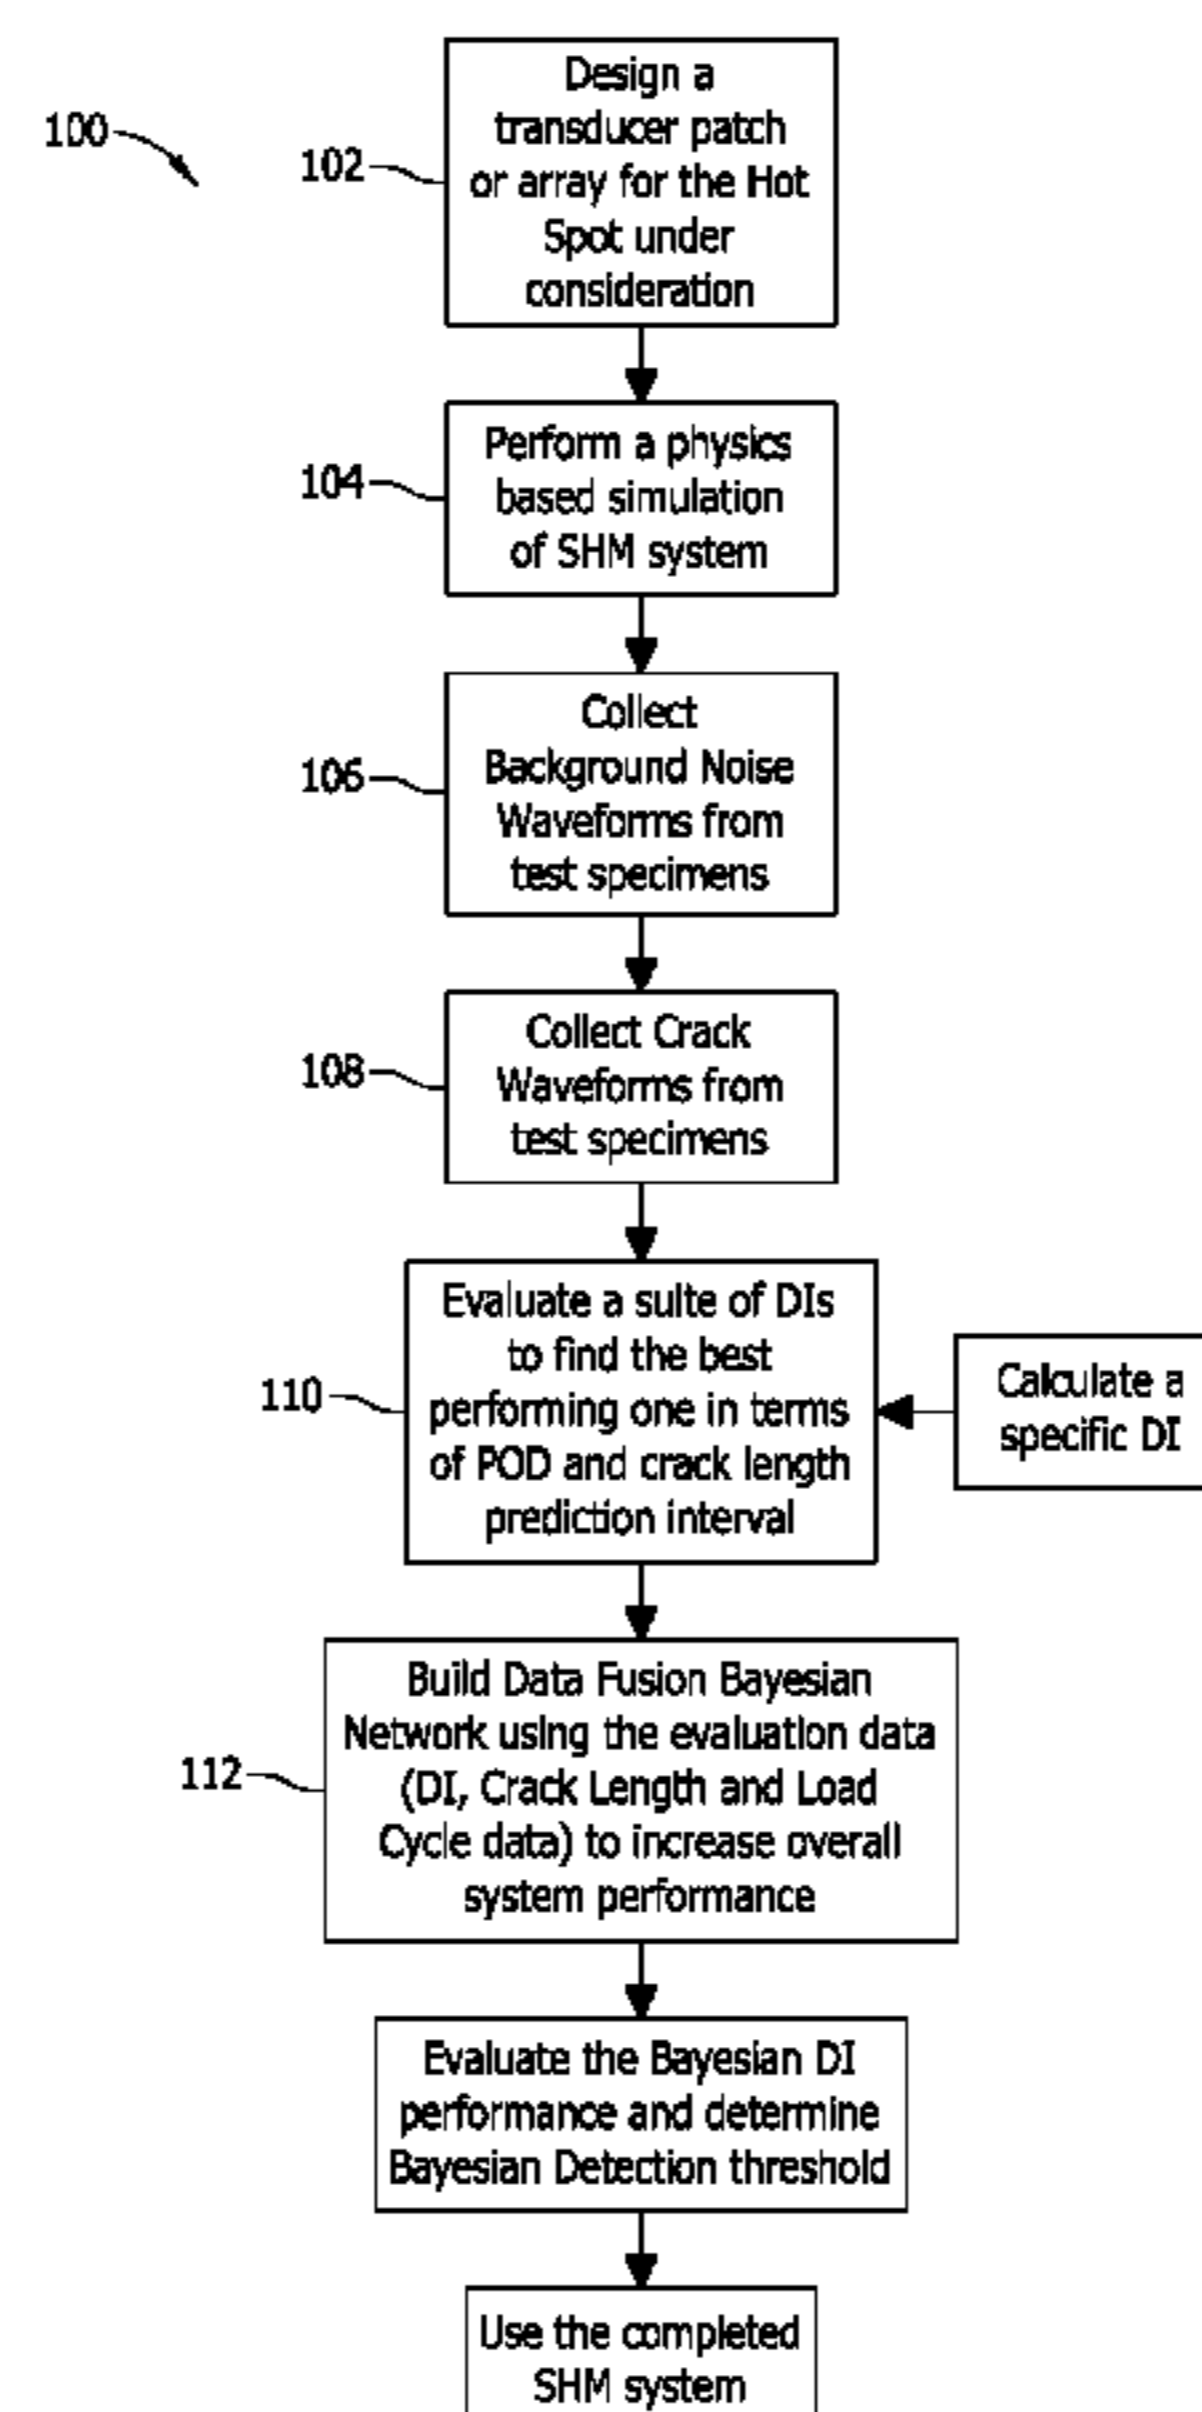 100
102
Design a
transducer patch
or array for the Hot
Spot under
consideration
104
Perform a physics
based simulation
of SHM system
106
Collect
Background Noise
Waveforms from
test specimens
108
Collect Crack
Waveforms from
test specimens
110
Evaluate a suite of DIs
to find the best
performing one in terms
of POD and crack length
prediction interval
Calculate a
specific DI
112
Build Data Fusion Bayesian
Network using the evaluation data
(DI, Crack Length and Load
Cycle data) to increase overall
system performance
Evaluate the Bayesian DI
performance and determine
Bayesian Detection threshold
Use the completed
SHM system